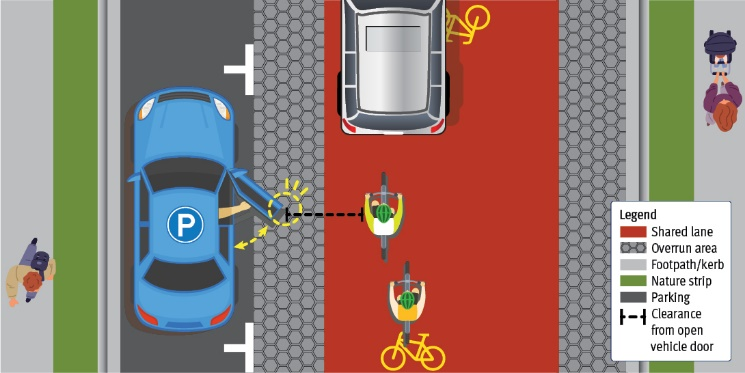 P
Legend
Shared lane
Overrun area
Footpath/kerb
Nature strip
Parking
Clearance
from open
vehicle door